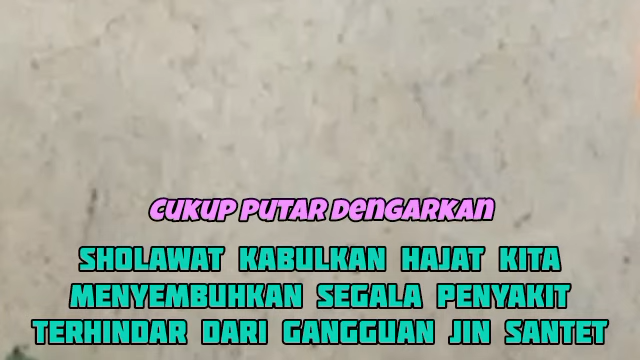 CUKUP PUTAR DENGARKAN
SHOLAWAT KABULKAN HAJAT KITA
MENYEMBUHKAN SEGALA PENYAKIT
TERHINDAR DARI GANGGUAN JIN SANTET